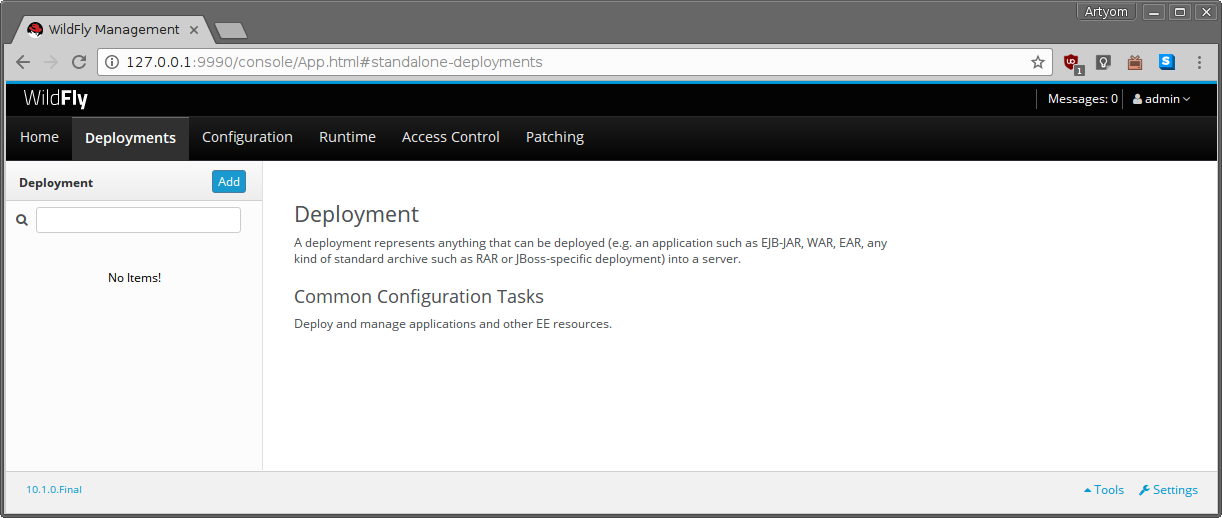 Artyom
WildFly Management
127.0.0.1:9990/console/App.html#standalone-deployments
1
WildFly
Messages: 0
admin
Home Deployments Configuration Runtime Access Control Patching
Deployment
Add
No Items!
Deployment
A deployment represents anything that can be deployed (e.g. an application such as EJB-JAR, WAR, EAR, any
kind of standard archive such as RAR or JBoss-specific deployment) into a server.
Common Configuration Tasks
Deploy and manage applications and other EE resources.
10.1.0.Final
Tools
Settings